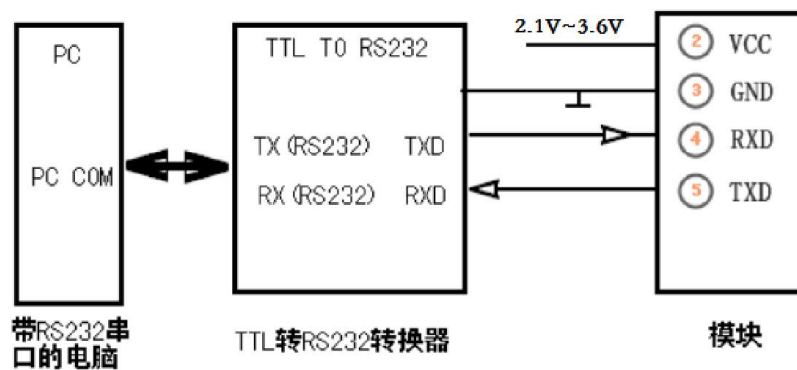 PC
PC COM
带RS232串
口的电脑
TTL TO RS232
TX(RS232) TXD
RX(RS232) RXD
TTL转RS232转换器
2.1V~3.6V
2 VCC
3 GND
4 RXD
5 TXD
模块